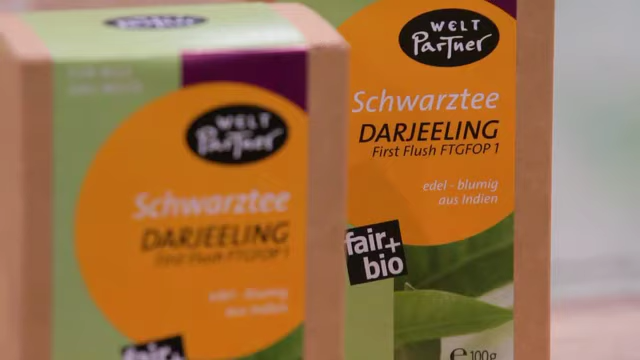 WELT
PARTNER
Schwarztee
DARJEELING
First Flush FTGFOP 1
edel - blumig
aus Indien
fair+
bio
e 100g
WELT
PARTNER
Schwarztee
DARJEELING
First Flush FTGFOP 1
edel - blumig
aus Indien
fair+